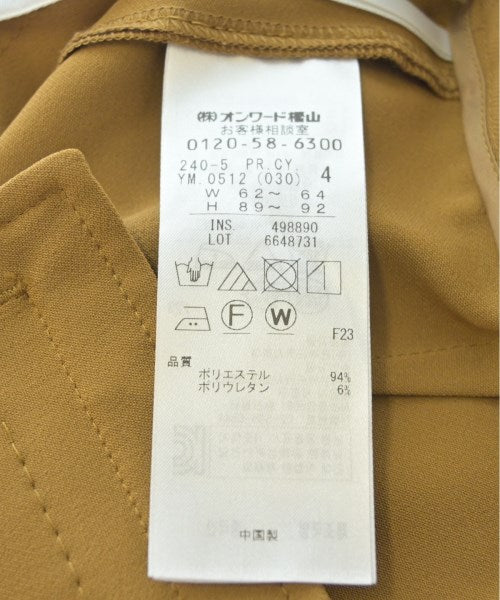 (株)オンワード樫山
お客様相談室
0120-58-6300
240-5 PR.CY. 4
YM.0512 (030)
W 62～ 64
H 89～ 92
INS. 498890
LOT 6648731
F W
F23
品質
ポリエステル 94%
ポリウレタン 6%
中国製